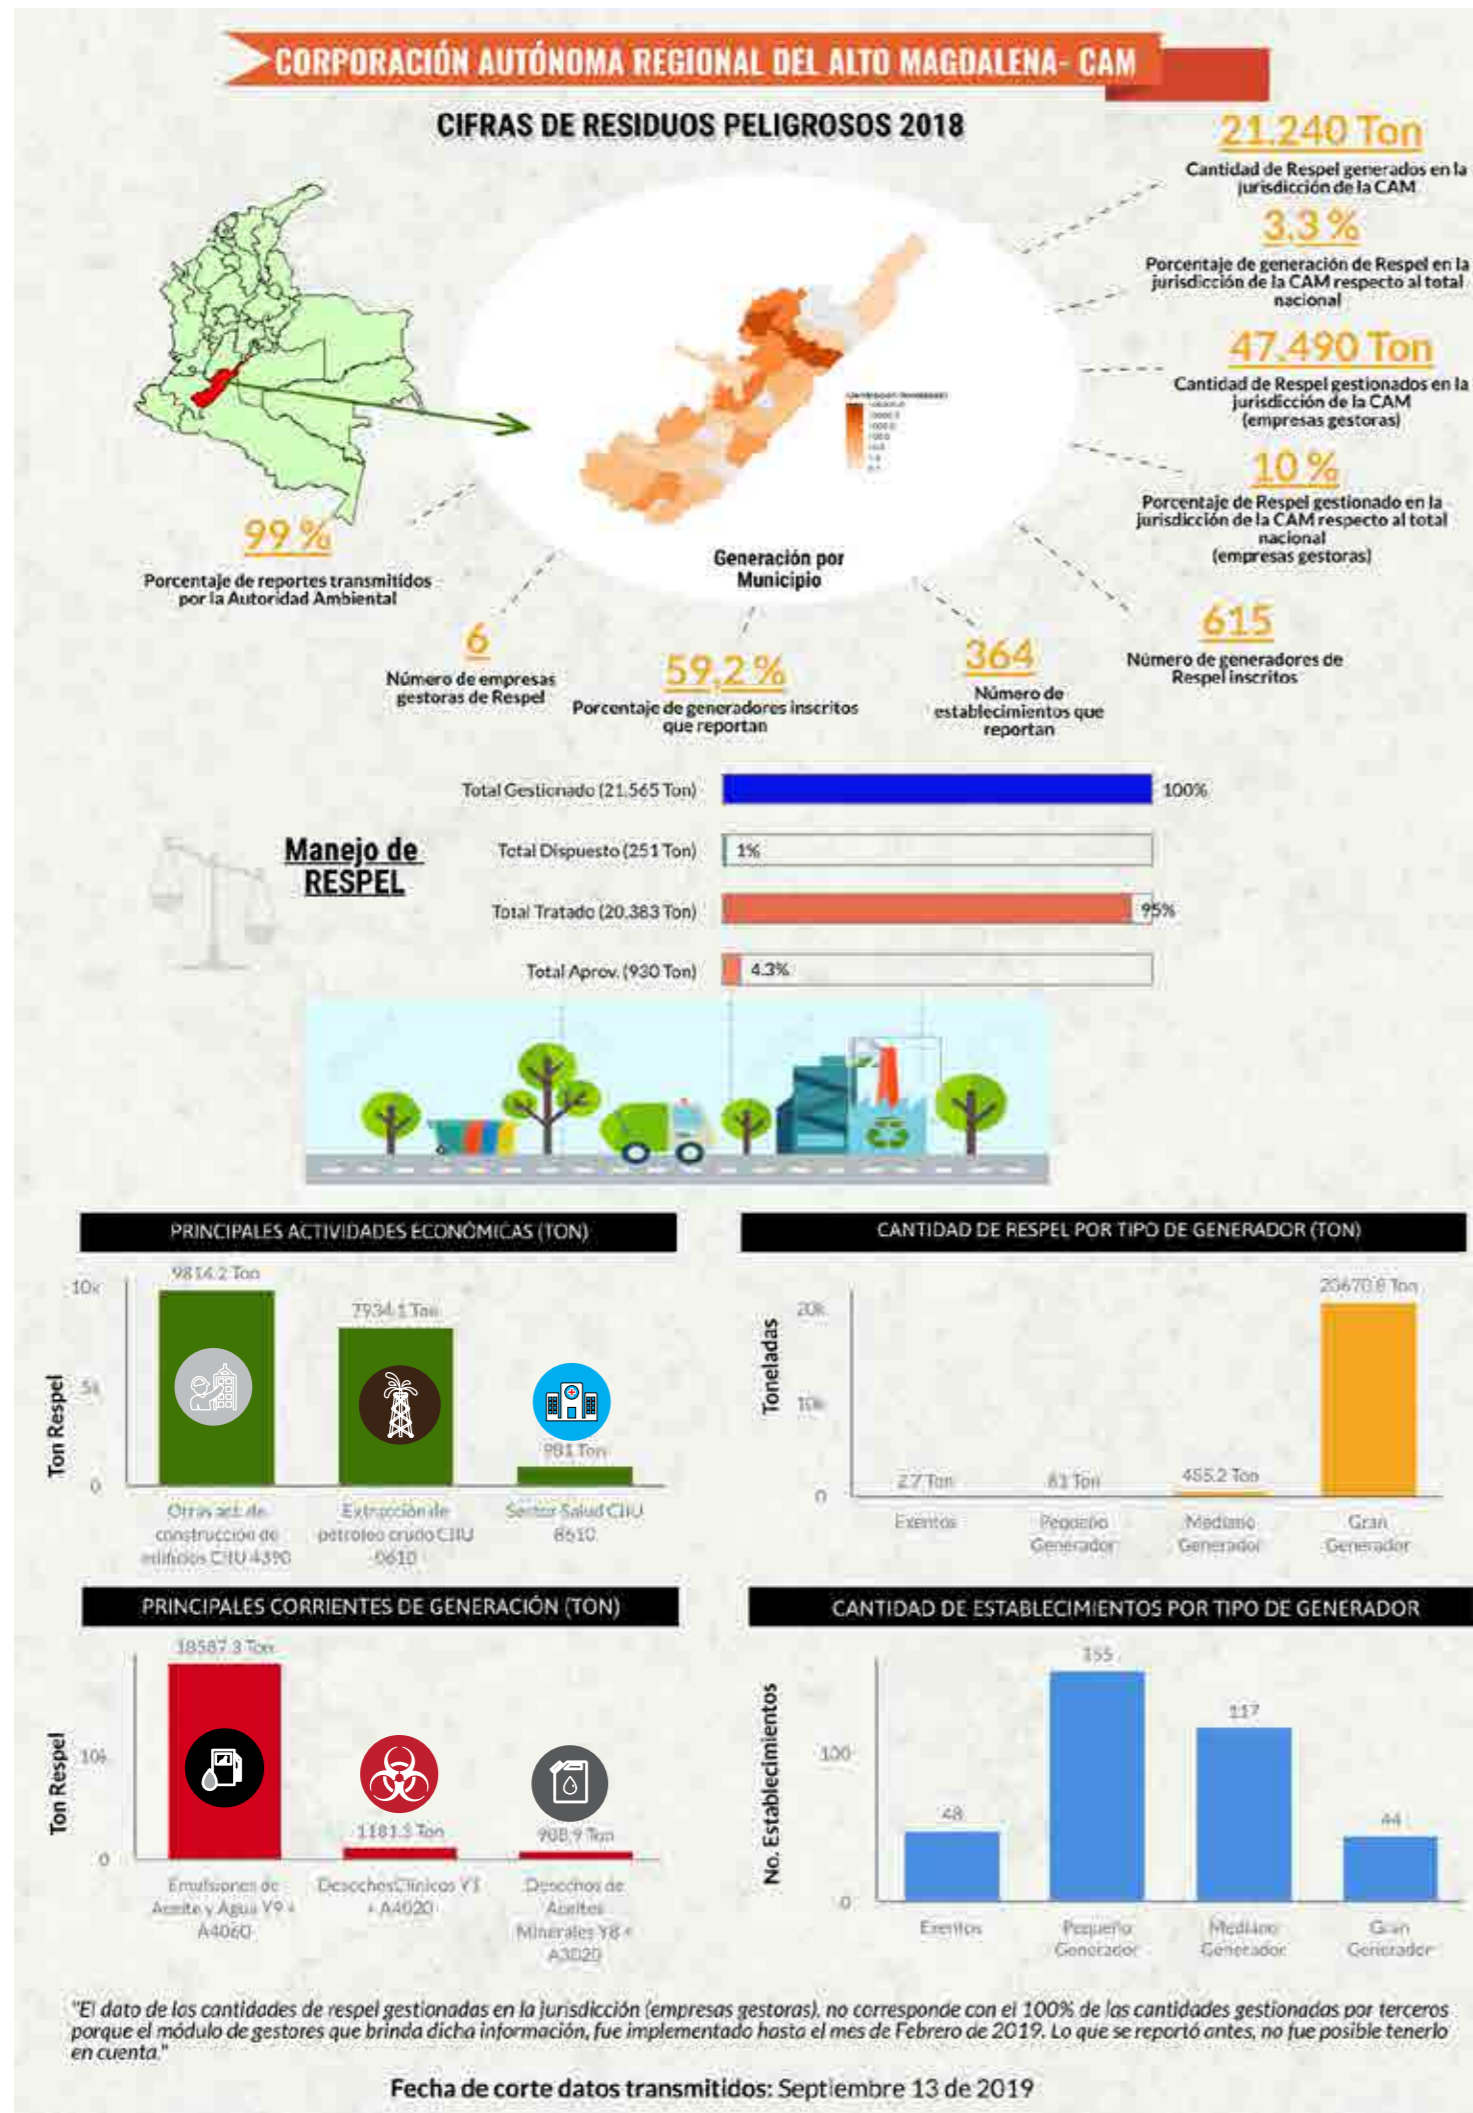 CORPORACIÓN AUTÓNOMA REGIONAL DEL ALTO MAGDALENA- CAM
CIFRAS DE RESIDUOS PELIGROSOS 2018
21.240 Ton
Cantidad de Respel generados en la
jurisdicción de la CAM
3.3 %
Porcentaje de generación de Respel en la
jurisdicción de la CAM respecto al total
nacional
47.490 Ton
Cantidad de Respel gestionados en la
jurisdicción de la CAM
(empresas gestoras)
10 %
Porcentaje de Respel gestionado en la
jurisdicción de la CAM respecto al total
nacional
(empresas gestoras)
Generación por
Municipio
99 %
Porcentaje de reportes transmitidos
por la Autoridad Ambiental
6
Número de empresas
gestoras de Respel
59,2 %
Porcentaje de generadores inscritos
que reportan
364
Número de
establecimientos que
reportan
615
Número de generadores de
Respel inscritos
Manejo de
RESPEL
Total Gestionado (21.565 Ton) 100%
Total Dispuesto (251 Ton) 1%
Total Tratado (20.383 Ton) 95%
Total Aprov. (930 Ton) 4.3%
PRINCIPALES ACTIVIDADES ECONÓMICAS (TON)
Ton Respel
10k
5k
0
9814.2 Ton
7934.1 Ton
981 Ton
Otras act. de
construcción de
edificios CIIU 4390
Extracción de
petroleo crudo CIIU
0610
Sector Salud CIIU
8610
CANTIDAD DE RESPEL POR TIPO DE GENERADOR (TON)
Toneladas
20k
10k
0
2.7 Ton
455.2 Ton
20670.8 Ton
Exentos
Pequeño
Generador
Mediano
Generador
Gran
Generador
PRINCIPALES CORRIENTES DE GENERACIÓN (TON)
Ton Respel
10k
0
18587.3 Ton
1181.3 Ton
908.9 Ton
Emulsiones de
Aceite y Agua Y9 +
A4060
Desechos Clínicos Y1
+ A4020
Desechos de
Aceites
Minerales Y8 +
A3020
CANTIDAD DE ESTABLECIMIENTOS POR TIPO DE GENERADOR
No. Establecimientos
100
0
48
155
117
44
Exentos
Pequeño
Generador
Mediano
Generador
Gran
Generador
"El dato de las cantidades de respel gestionadas en la jurisdicción (empresas gestoras), no corresponde con el 100% de las cantidades gestionadas por terceros
porque el módulo de gestores que brinda dicha información, fue implementado hasta el mes de Febrero de 2019. Lo que se reportó antes, no fue posible tenerlo
en cuenta."
Fecha de corte datos transmitidos: Septiembre 13 de 2019